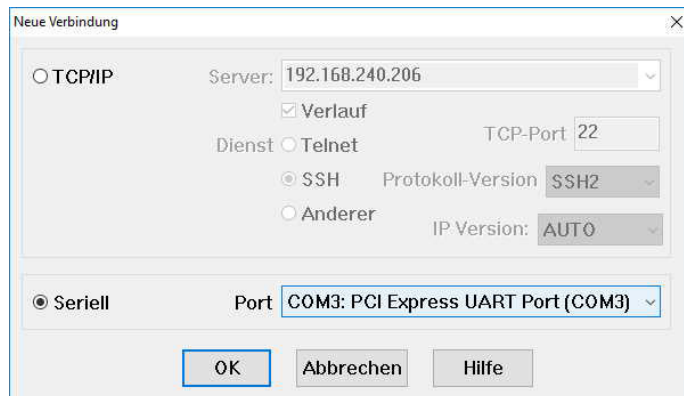 Neue Verbindung
TCP/IP Server: 192.168.240.206
Verlauf
Dienst Telnet TCP-Port 22
SSH Protokoll-Version SSH2
Anderer IP Version: AUTO
Seriell Port COM3: PCI Express UART Port (COM3)
OK Abbrechen Hilfe